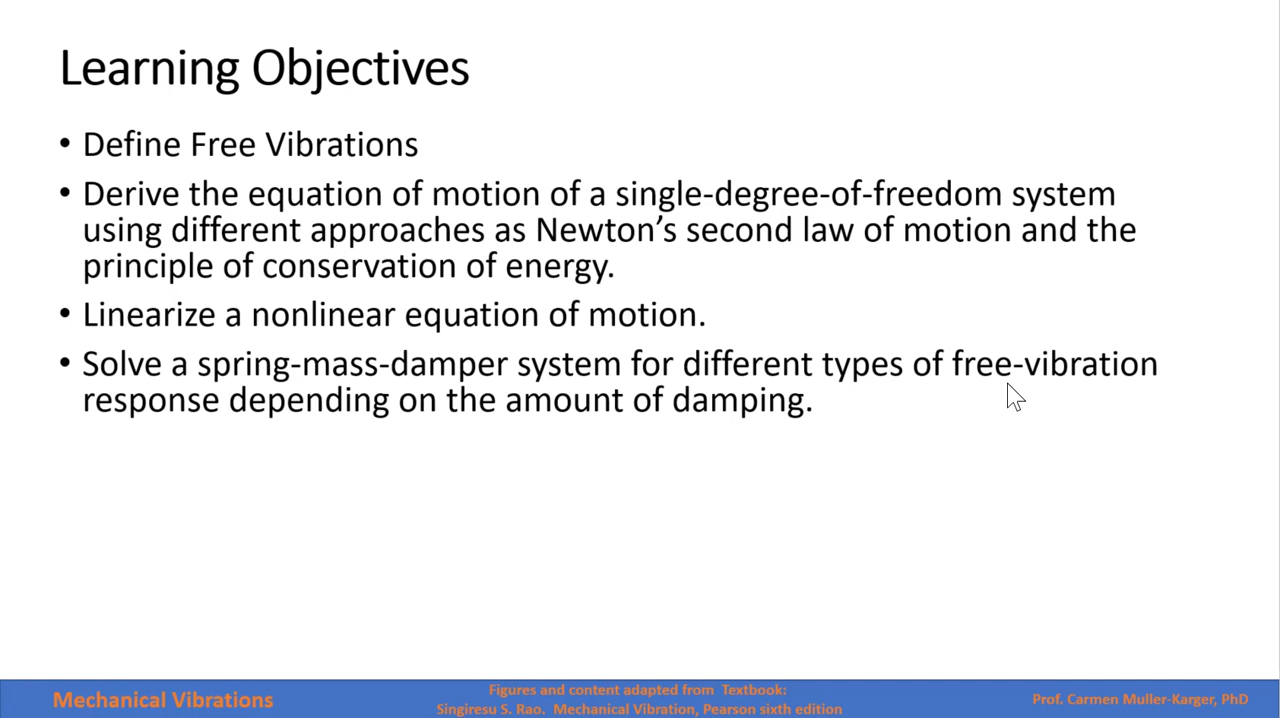 Learning Objectives
• Define Free Vibrations
• Derive the equation of motion of a single-degree-of-freedom system
using different approaches as Newton’s second law of motion and the
principle of conservation of energy.
• Linearize a nonlinear equation of motion.
• Solve a spring-mass-damper system for different types of free-vibration
response depending on the amount of damping.
Mechanical Vibrations
Figures and content adapted from Textbook:
Singiresu S. Rao. Mechanical Vibration, Pearson sixth edition
Prof. Carmen Muller-Karger, PhD